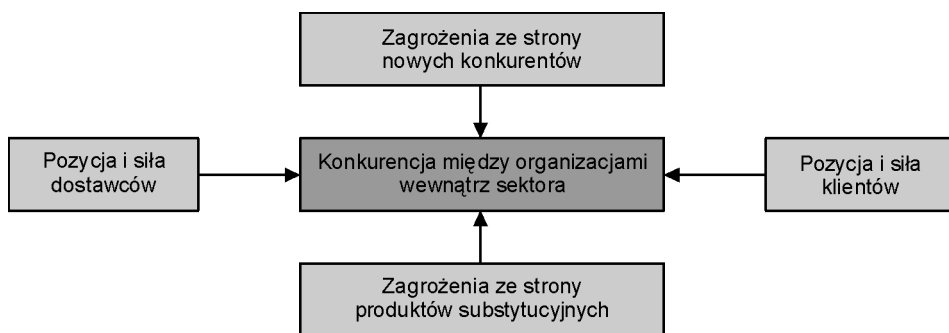 Zagrożenia ze strony
nowych konkurentów
Pozycja i siła
dostawców
Konkurencja między organizacjami
wewnątrz sektora
Pozycja i siła
klientów
Zagrożenia ze strony
produktów substytucyjnych